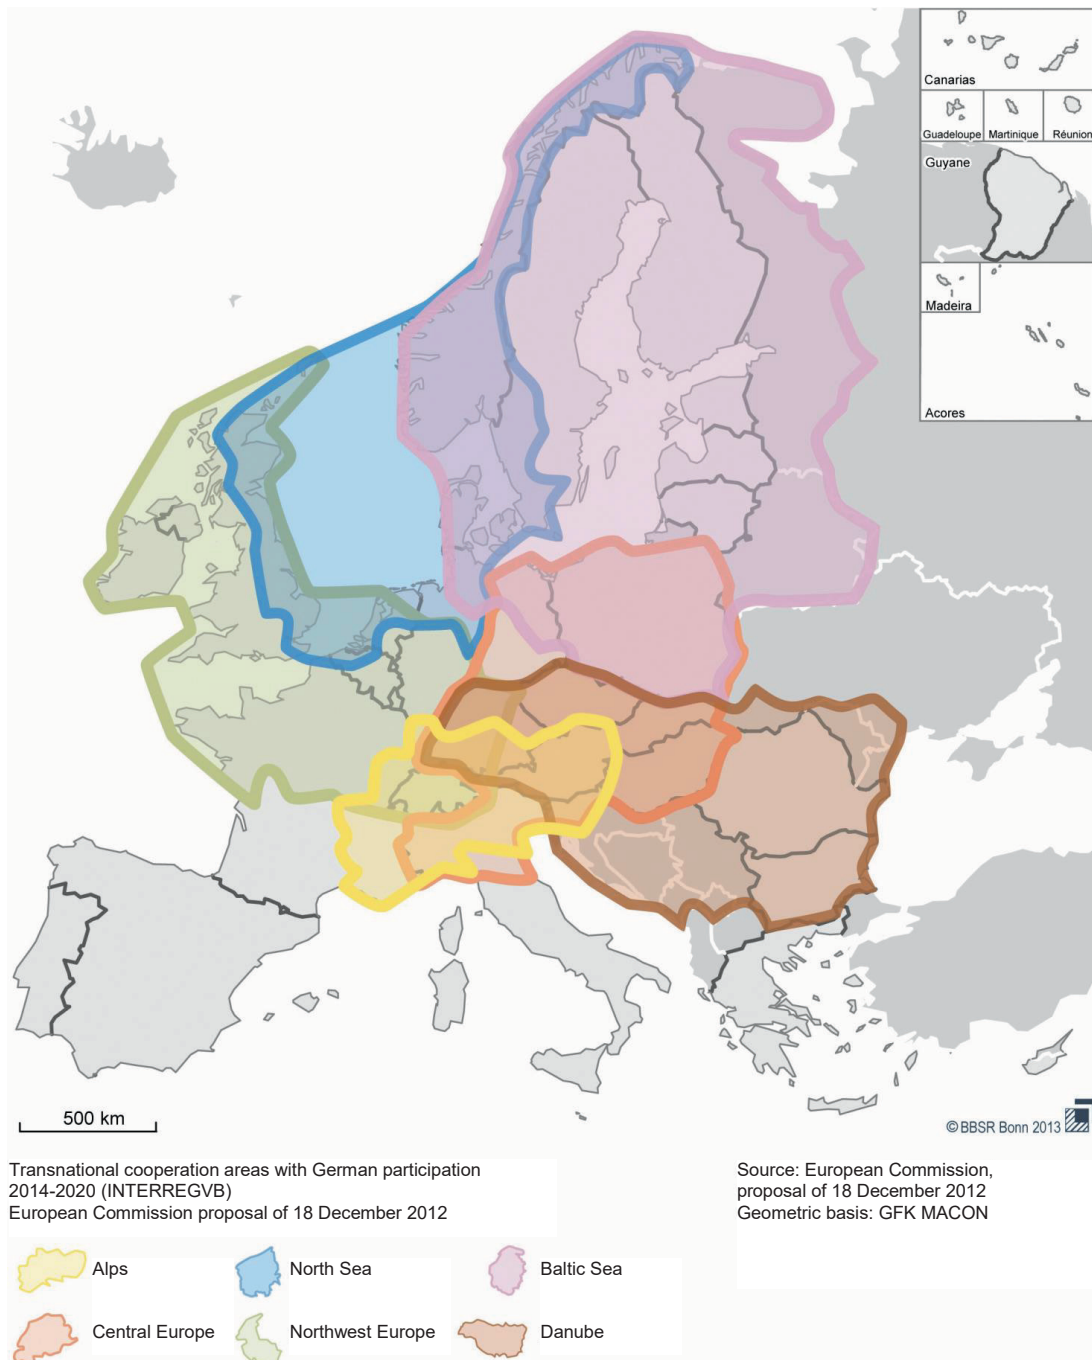 Canarias
Guadeloupe
Martinique
Réunion
Guyane
Madeira
Acores
500 km
© BBSR Bonn 2013
Transnational cooperation areas with German participation
2014-2020 (INTERREGVB)
European Commission proposal of 18 December 2012
Source: European Commission,
proposal of 18 December 2012
Geometric basis: GFK MACON
Alps
North Sea
Baltic Sea
Central Europe
Northwest Europe
Danube